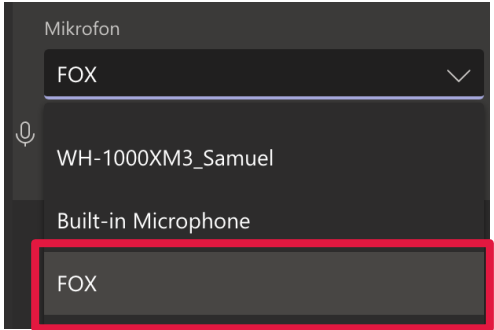 Mikrofon
FOX
WH-1000XM3_Samuel
Built-in Microphone
FOX